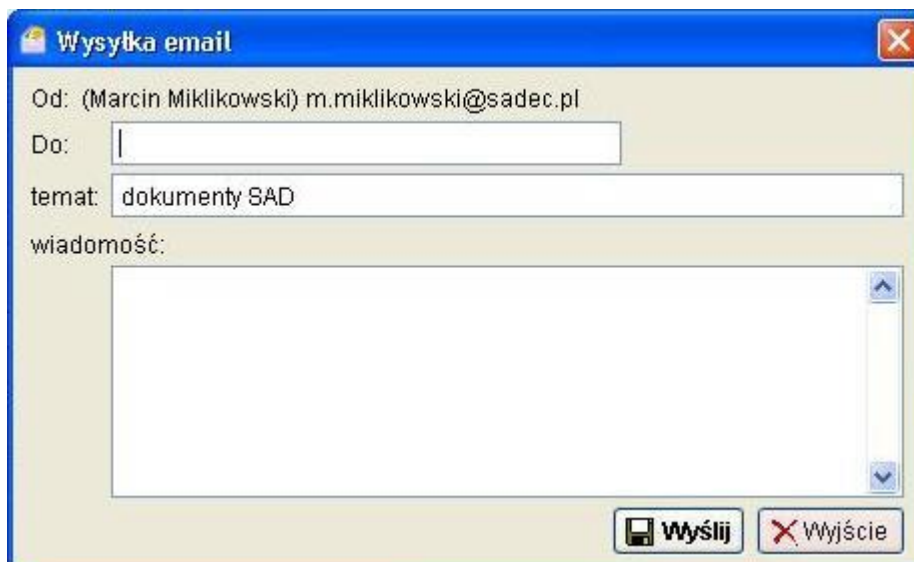 Wysyłka email
Od: (Marcin Miklikowski) m.miklikowski@sadec.pl
Do:
temat: dokumenty SAD
wiadomość:
Wyślij Wyjście